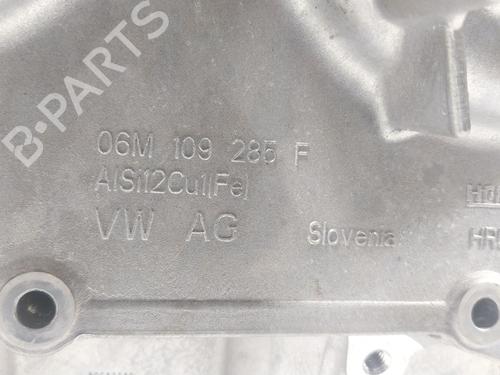 06M 109 285 F
AlSi12Cu1(Fe)
VW AG
Slovenia
B-PARTS